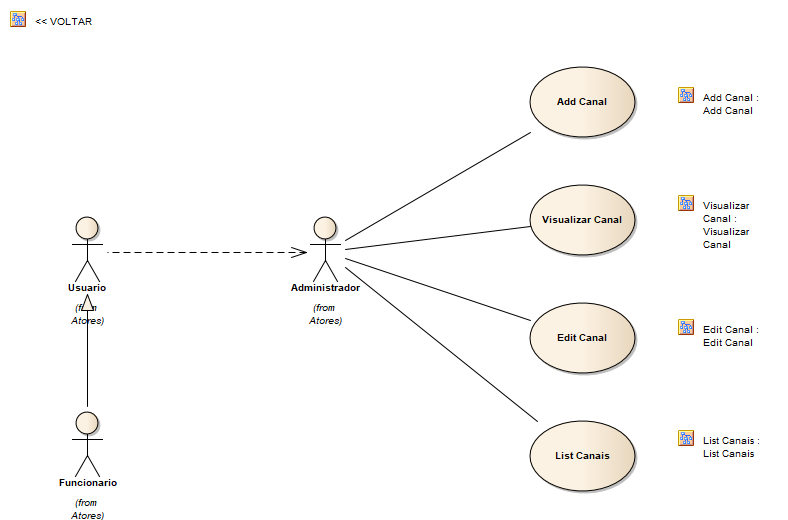 << VOLTAR
Add Canal
Add Canal :
Add Canal
Visualizar Canal
Visualizar
Canal :
Visualizar
Canal
Usuario
(from
Atores)
Administrador
(from
Atores)
Edit Canal
Edit Canal :
Edit Canal
Funcionario
(from
Atores)
List Canais
List Canais :
List Canais